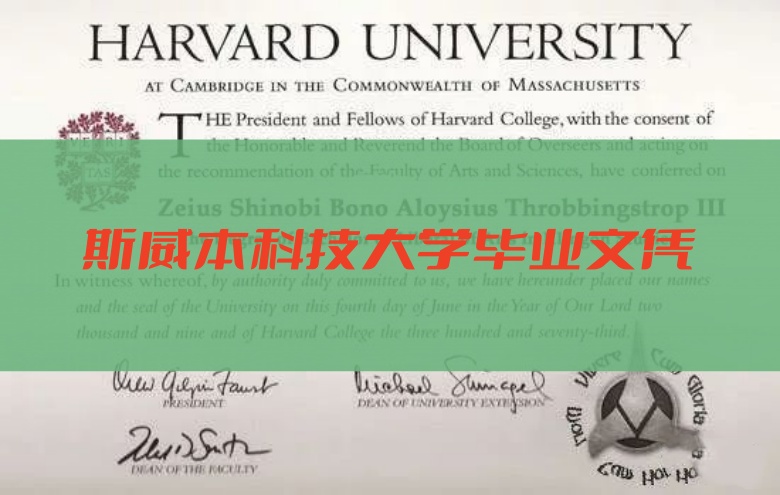 HARVARD UNIVERSITY
AT CAMBRIDGE IN THE COMMONWEALTH OF MASSACHUSETTS
THE President and Fellows of Harvard College, with the consent of
the Honorable and Reverend the Board of Overseers and acting on
the recommendation of the Faculty of Arts and Sciences, have conferred on
VE RI
TAS
Zeius Shinobi Bono Aloysius Throbbingstrop III
斯威本科技大学毕业文凭
In witness whereof, by authority duly committed to us, we have hereunder placed our names
and the seal of the University on this fourth day of June in the Year of Our Lord two
thousand and nine and of Harvard College the three hundred and seventy-third.
PRESIDENT
DEAN OF UNIVERSITY EXTENSION
DEAN OF THE FACULTY